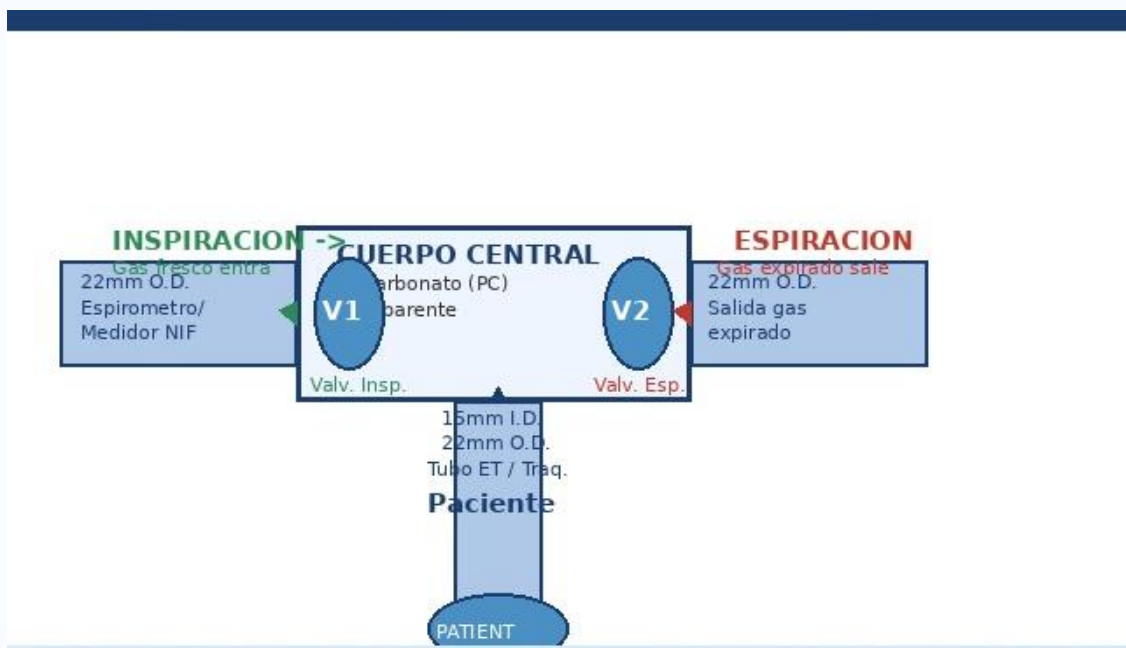 INSPIRACION ->
Gas fresco entra
22mm O.D.
Espirometro/
Medidor NIF
CUERPO CENTRAL
arbonato (PC)
parente
V1
V2
Valv. Insp.
Valv. Esp.
ESPIRACION
Gas expirado sale
22mm O.D.
Salida gas
expirado
15mm I.D.
22mm O.D.
Tubo ET / Traq.
Paciente
PATIENT